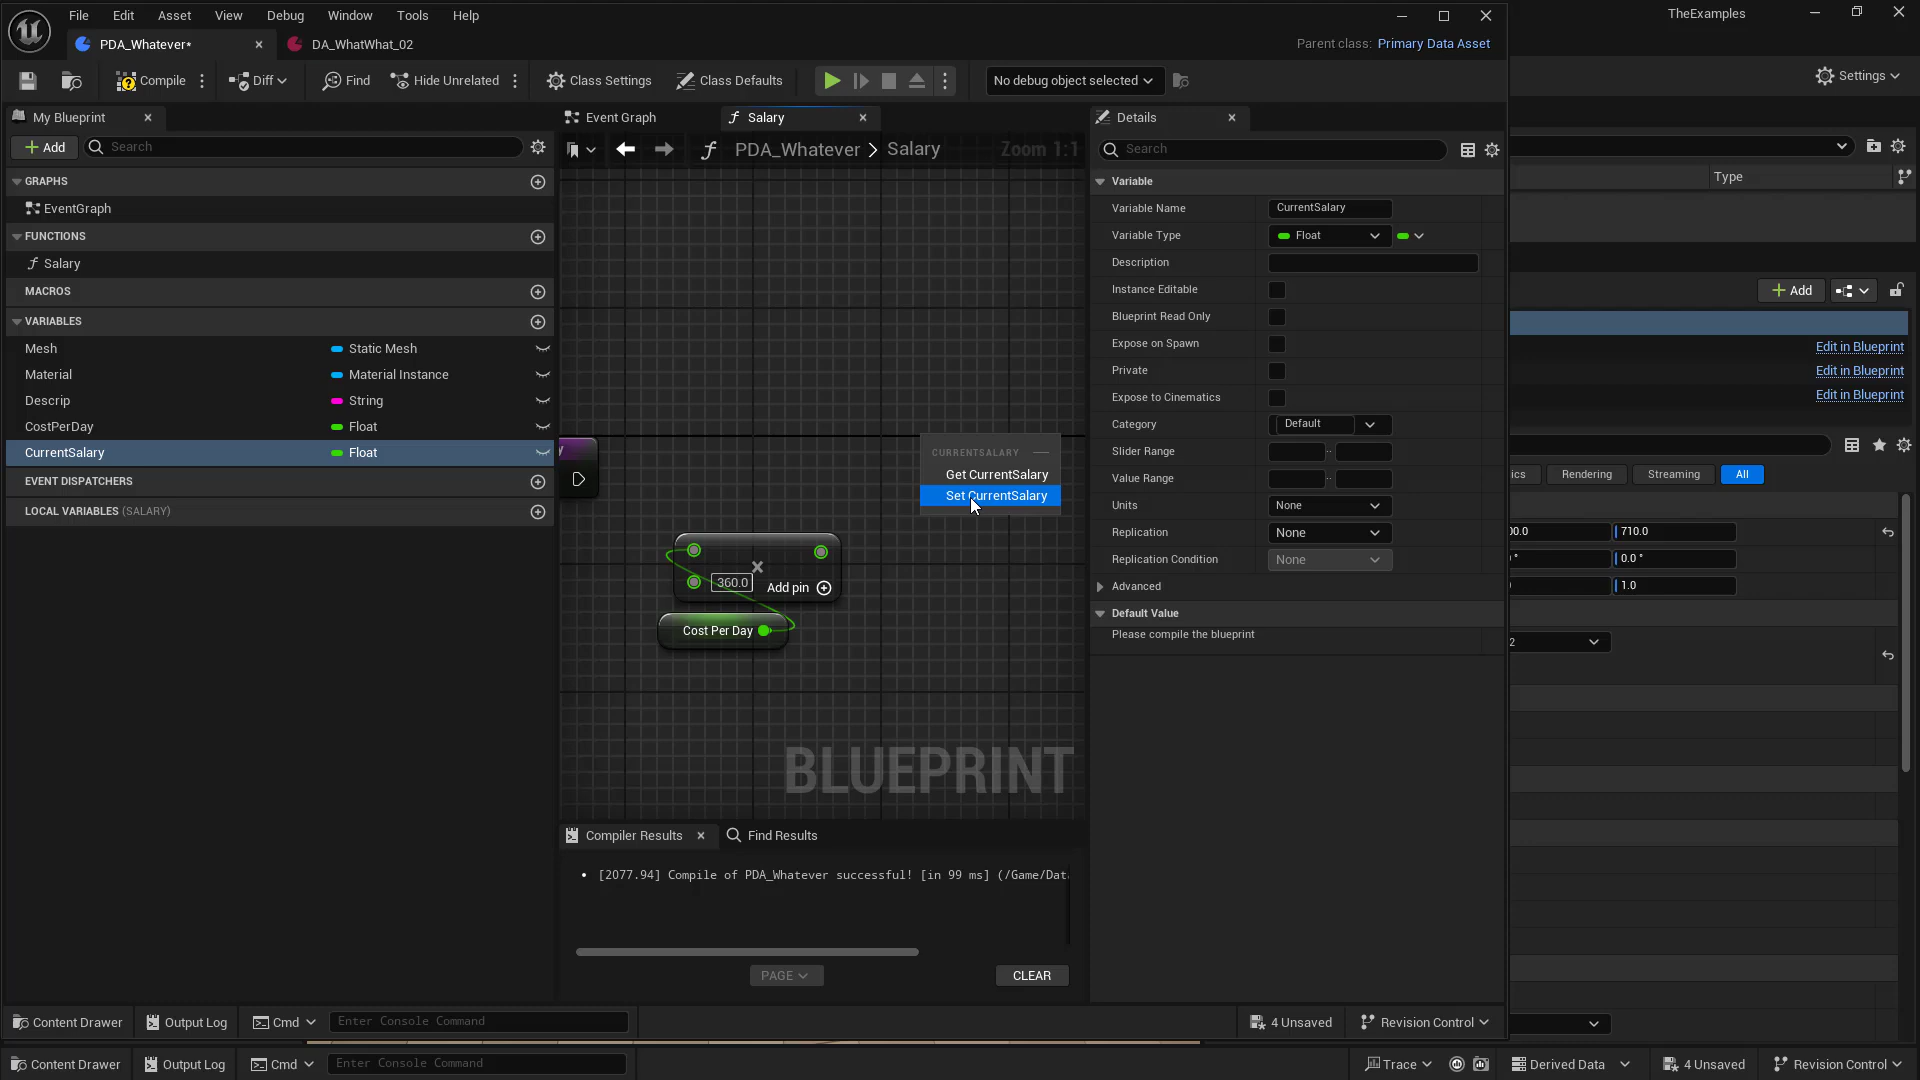 File Edit Asset View Debug Window Tools Help
TheExamples
PDA_Whatever*
DA_WhatWhat_02
Parent class: Primary Data Asset
Compile
Diff
Find
Hide Unrelated
Class Settings
Class Defaults
No debug object selected
Settings
My Blueprint
Event Graph
Salary
Details
Add
Search
PDA_Whatever > Salary
Zoom 1:1
Search
GRAPHS
EventGraph
FUNCTIONS
Salary
MACROS
VARIABLES
Mesh Static Mesh
Material Material Instance
Descrip String
CostPerDay Float
CurrentSalary Float
EVENT DISPATCHERS
LOCAL VARIABLES (SALARY)
CURRENTSALARY
Get CurrentSalary
Set CurrentSalary
360.0
Add pin
Cost Per Day
BLUEPRINT
Compiler Results
Find Results
[2077.94] Compile of PDA_Whatever successful! [in 99 ms] (/Game/Dat
PAGE
CLEAR
Variable
Variable Name CurrentSalary
Variable Type Float
Description
Instance Editable
Blueprint Read Only
Expose on Spawn
Private
Expose to Cinematics
Category Default
Slider Range
Value Range
Units None
Replication None
Replication Condition None
Advanced
Default Value
Please compile the blueprint
Type
Add
Edit in Blueprint
Edit in Blueprint
Edit in Blueprint
Rendering Streaming All
710.0
0.0 °
1.0
Content Drawer Output Log Cmd Enter Console Command 4 Unsaved Revision Control
Content Drawer Output Log Cmd Enter Console Command Trace Derived Data 4 Unsaved Revision Control